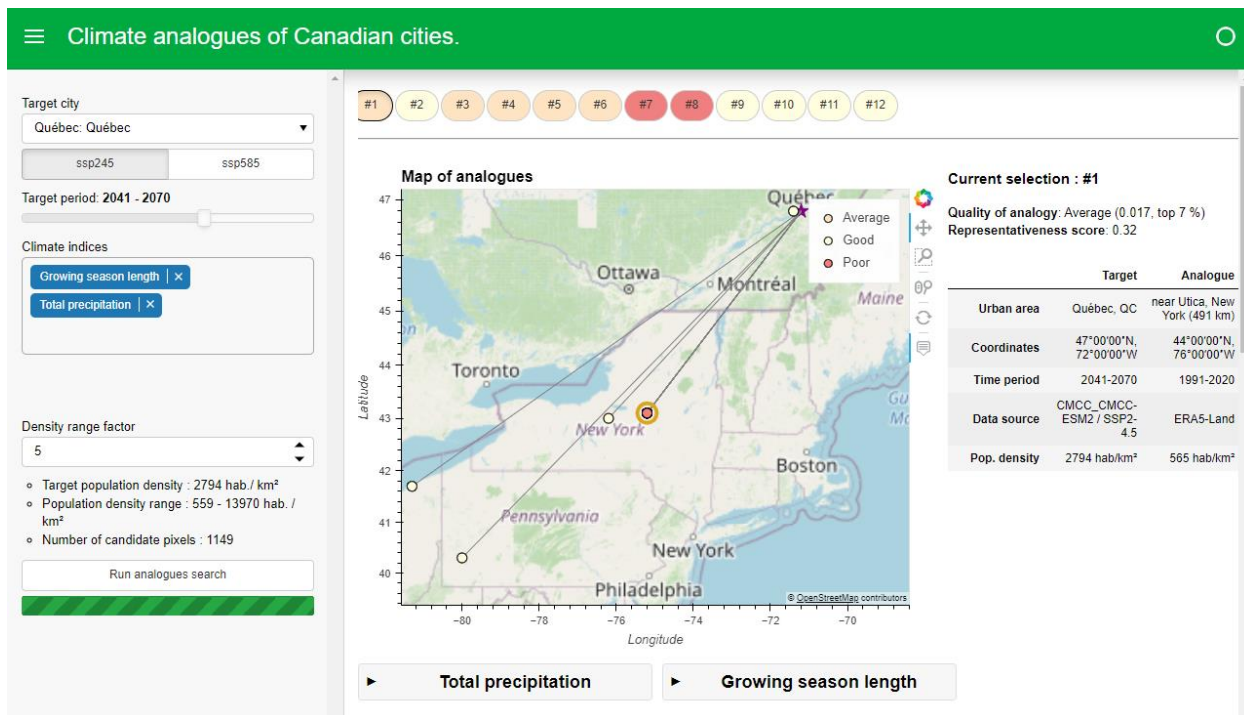 Climate analogues of Canadian cities.
Target city
Québec: Québec
ssp245
ssp585
Target period: 2041 - 2070
Climate indices
Growing season length | ×
Total precipitation | ×
Density range factor
5
Target population density : 2794 hab./ km²
Population density range : 559 - 13970 hab. /
km²
Number of candidate pixels : 1149
Run analogues search
#1
#2
#3
#4
#5
#6
#7
#8
#9
#10
#11
#12
Map of analogues
Latitude
47
46
45
44
43
42
41
40
Québec
Average
Good
Poor
Ottawa
Montréal
Maine
Toronto
New York
Boston
Pennsylvania
New York
Philadelphia
© OpenStreetMap contributors
−80
−78
−76
−74
−72
−70
Longitude
Total precipitation
Growing season length
Current selection : #1
Quality of analogy: Average (0.017, top 7 %)
Representativeness score: 0.32
Target Analogue
Urban area Québec, QC near Utica, New
York (491 km)
Coordinates 47°00'00"N, 44°00'00"N,
72°00'00"W 76°00'00"W
Time period 2041-2070 1991-2020
Data source CMCC_CMCC- ERA5-Land
ESM2 / SSP2-
4.5
Pop. density 2794 hab/km² 565 hab/km²